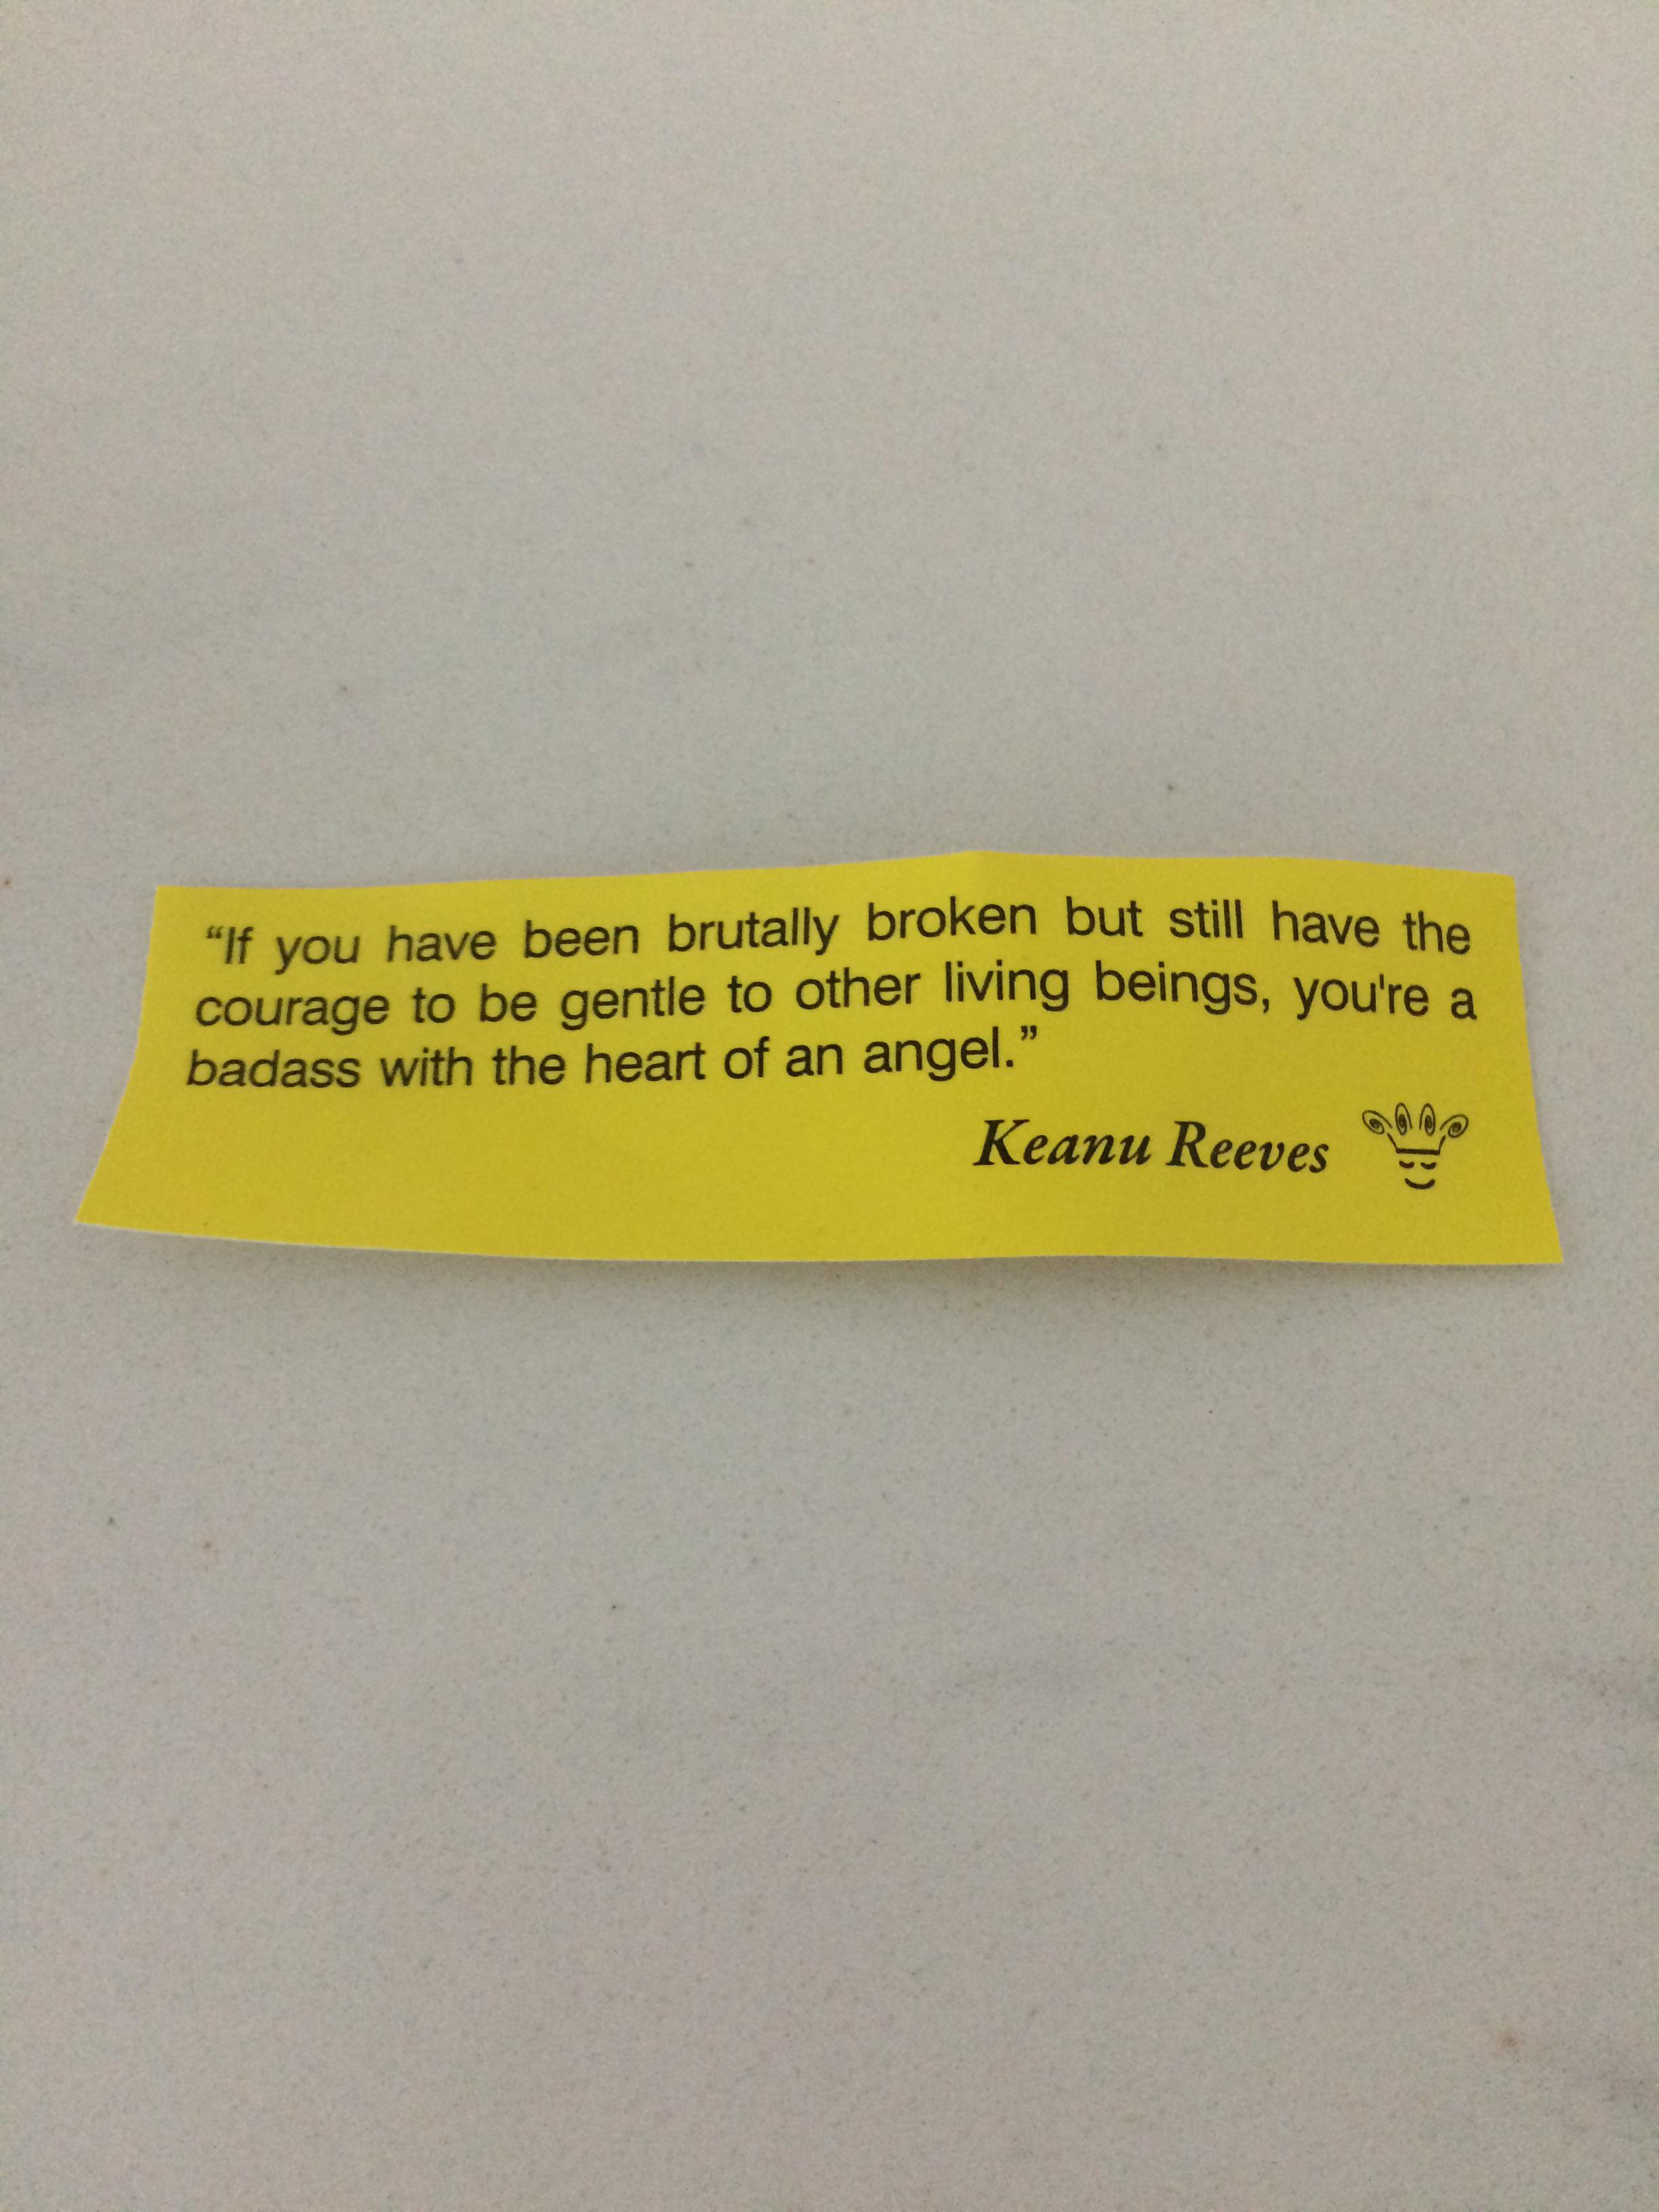 “If you have been brutally broken but still have the
courage to be gentle to other living beings, you're a
badass with the heart of an angel.”
Keanu Reeves